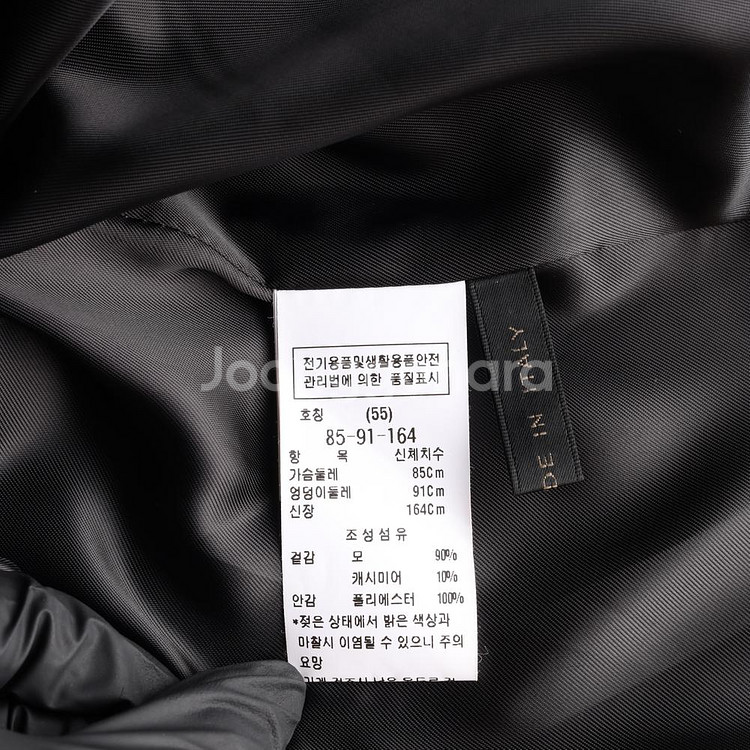 전기용품및생활용품안전
관리법에 의한 품질표시
호칭 (55)
85-91-164
항 목 신체치수
가슴둘레 85Cm
엉덩이둘레 91Cm
신장 164Cm
조성섬유
겉감 모 90%
캐시미어 10%
안감 폴리에스터 100%
*젖은 상태에서 밝은 색상과
마찰시 이염될 수 있으니 주의
요망
DE IN ITALY